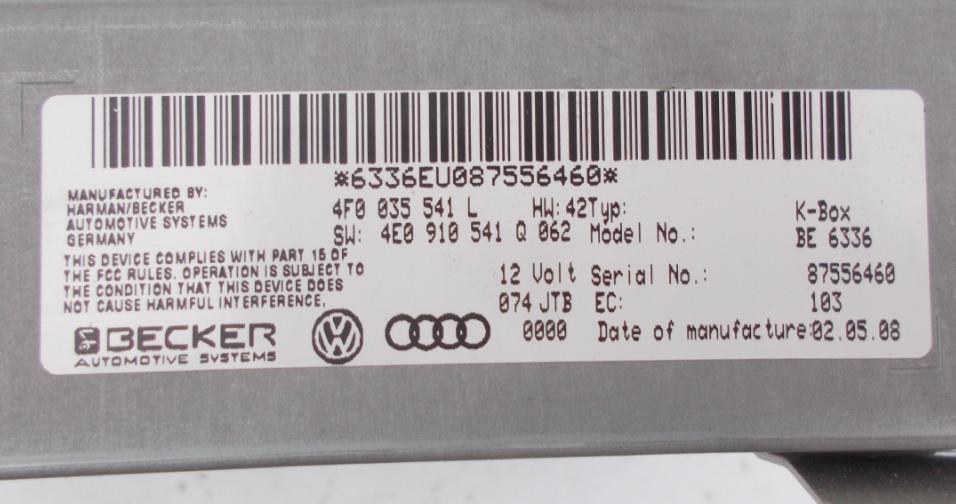 *6336EU087556460*
MANUFACTURED BY:
HARMAN/BECKER
AUTOMOTIVE SYSTEMS
GERMANY
THIS DEVICE COMPLIES WITH PART 15 OF
THE FCC RULES. OPERATION IS SUBJECT TO
THE CONDITION THAT THIS DEVICE DOES
NOT CAUSE HARMFUL INTERFERENCE.
BECKER
AUTOMOTIVE SYSTEMS
4F0 035 541 L HW:42Typ: K-Box
SW: 4E0 910 541 Q 062 Model No.: BE 6336
12 Volt Serial No.: 87556460
074 JTB EC: 103
0000 Date of manufacture:02.05.08